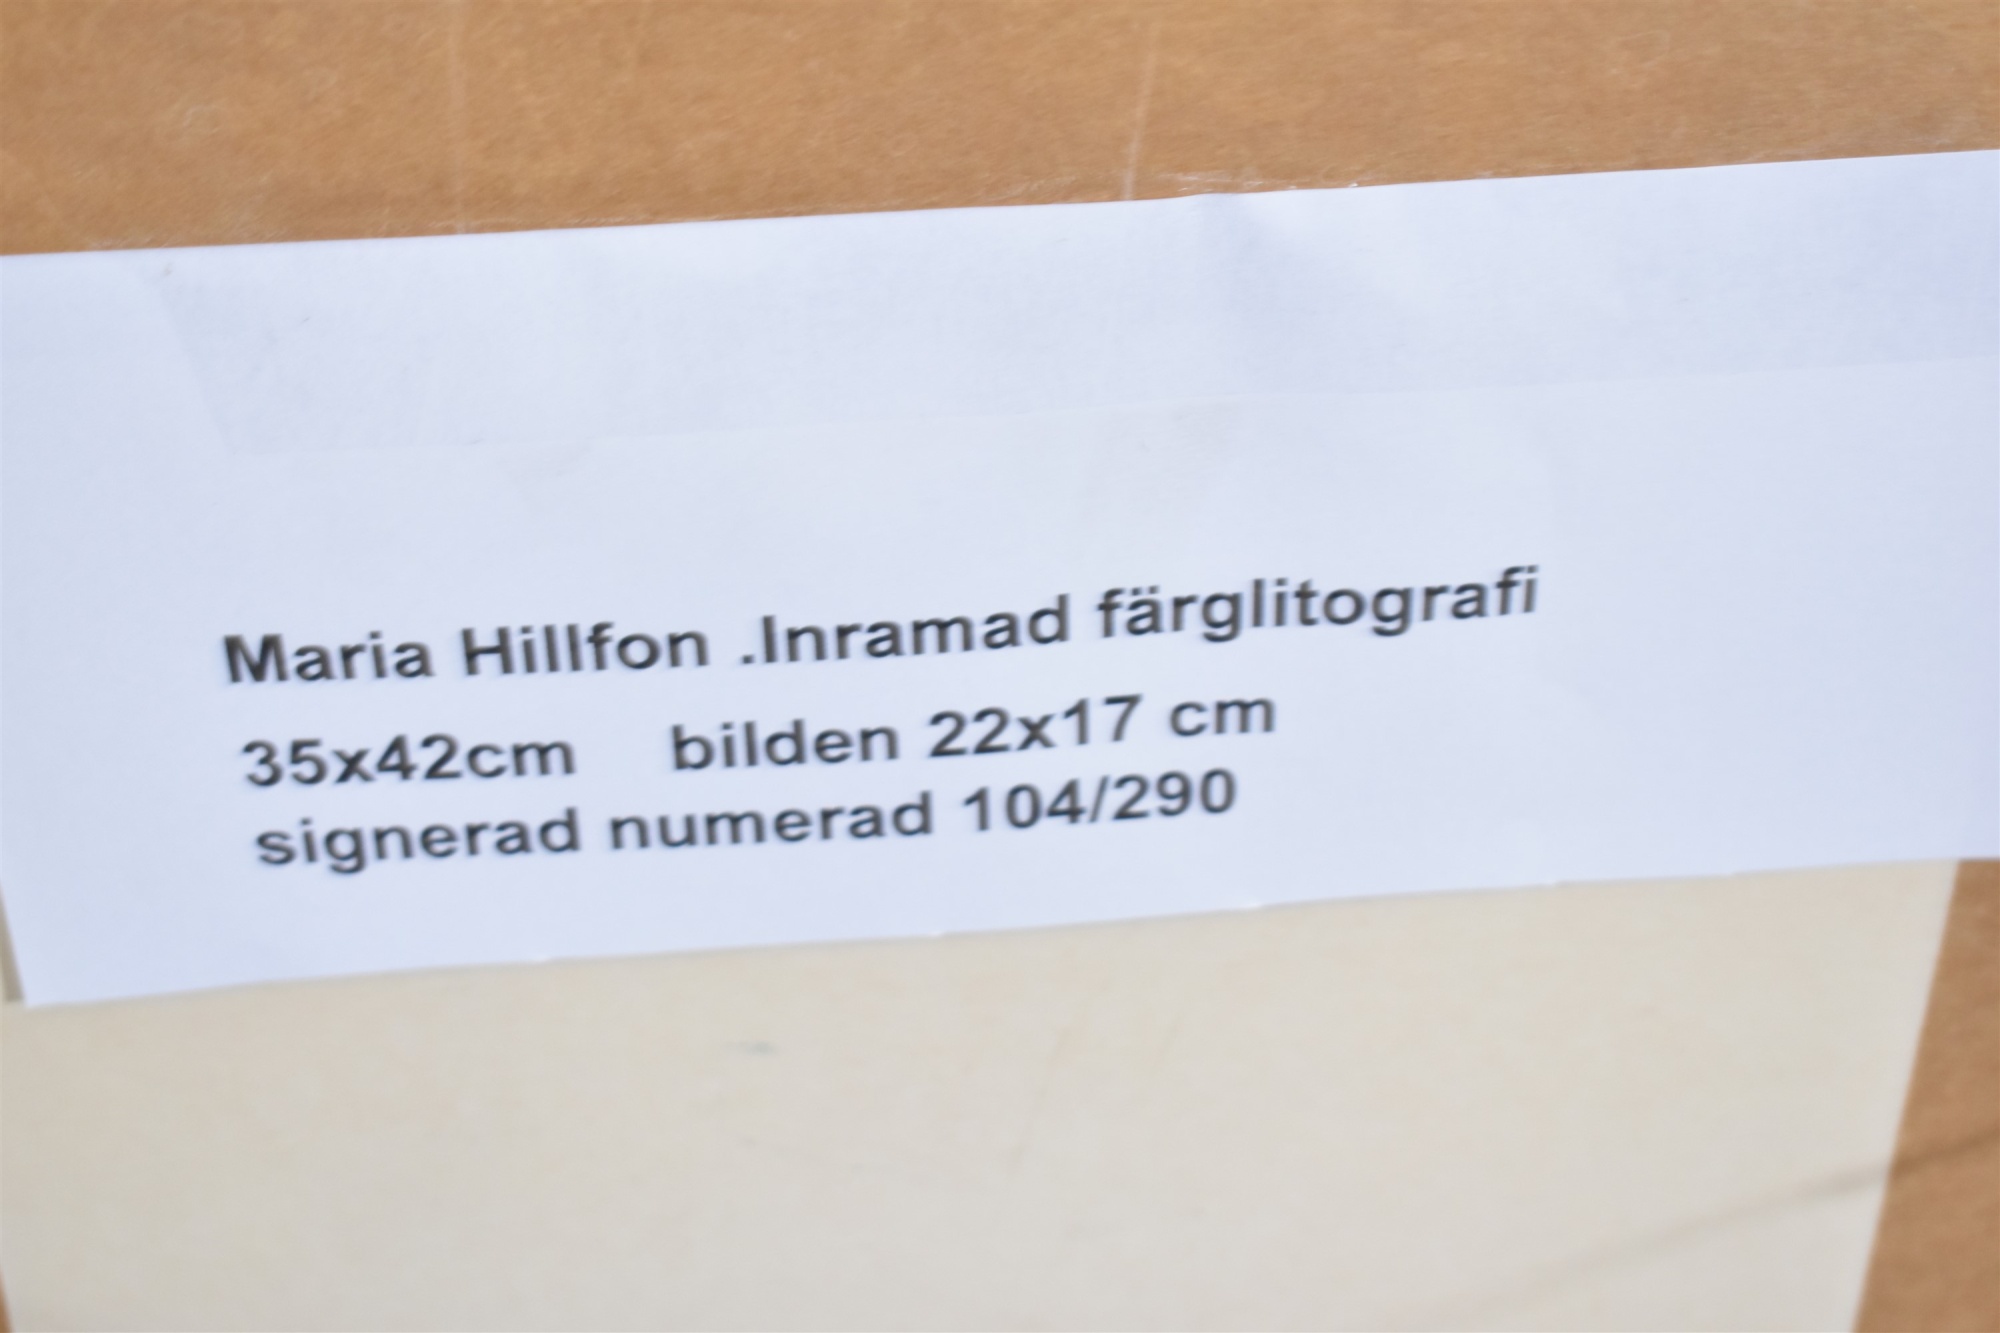 Maria Hillfon .Inramad färglitografi
35x42cm bilden 22x17 cm
signerad numerad 104/290